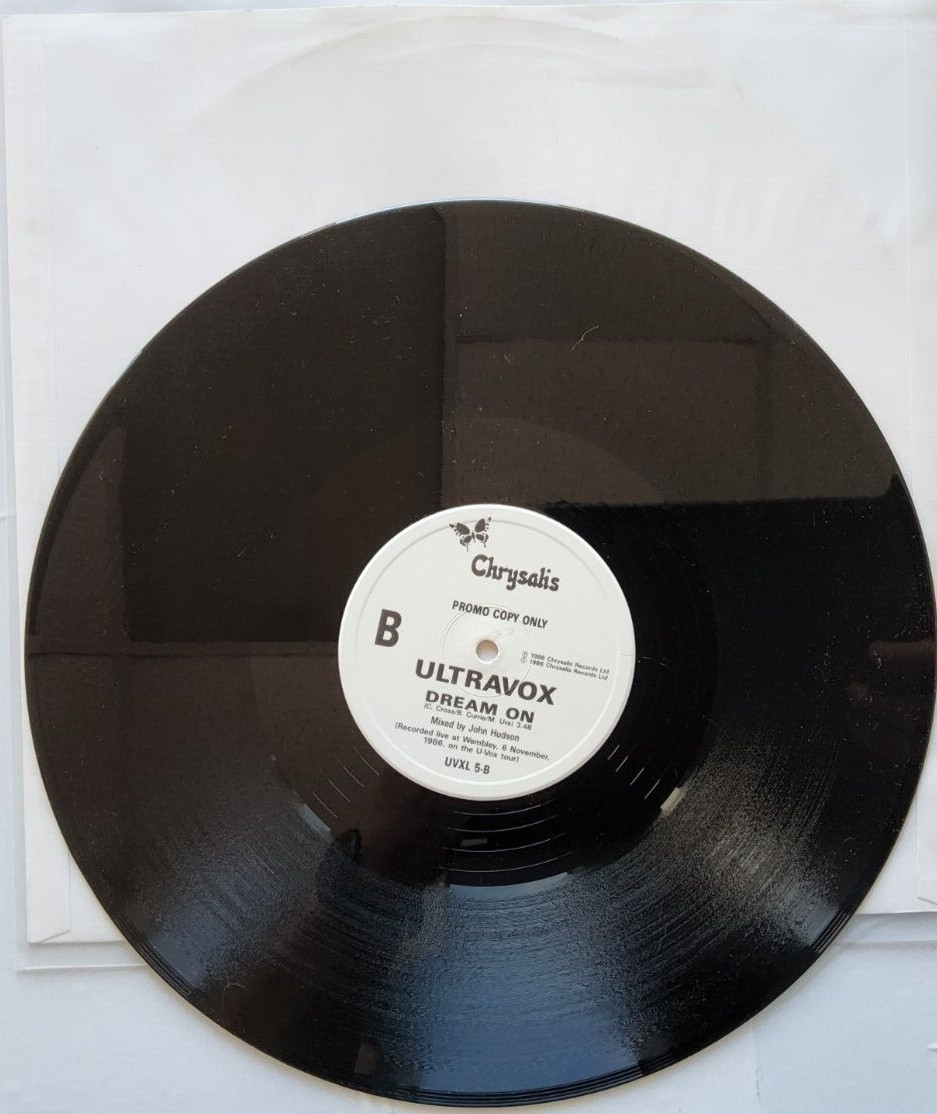 Chrysalis
PROMO COPY ONLY
B
℗ 1986 Chrysalis Records Ltd
© 1986 Chrysalis Records Ltd
ULTRAVOX
DREAM ON
(C. Cross/B. Currie/M. Ure) 3.48
Mixed by John Hudson
(Recorded live at Wembley, 6 November,
1986, on the U-Vox tour)
UVXL 5-B